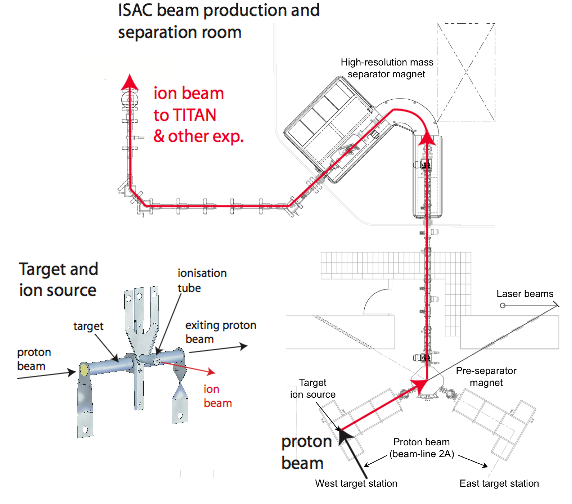 ISAC beam production and
separation room
High-resolution mass
separator magnet
ion beam
to TITAN
& other exp.
Target and
ion source
ionisation
tube
target
exiting proton
beam
proton
beam
ion
beam
Laser beams
Pre-separator
magnet
Target
ion source
proton
beam
Proton beam
(beam-line 2A)
West target station
East target station